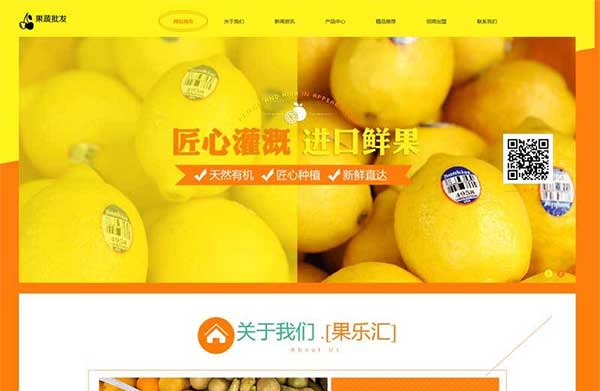 果蔬批发
网站首页 关于我们 新闻资讯 产品中心 精品推荐 招商加盟 联系我们
匠心灌溉 进口鲜果
天然有机 匠心种植 新鲜直达
Sunkist
4958
关于我们 .[果乐汇]
About Us